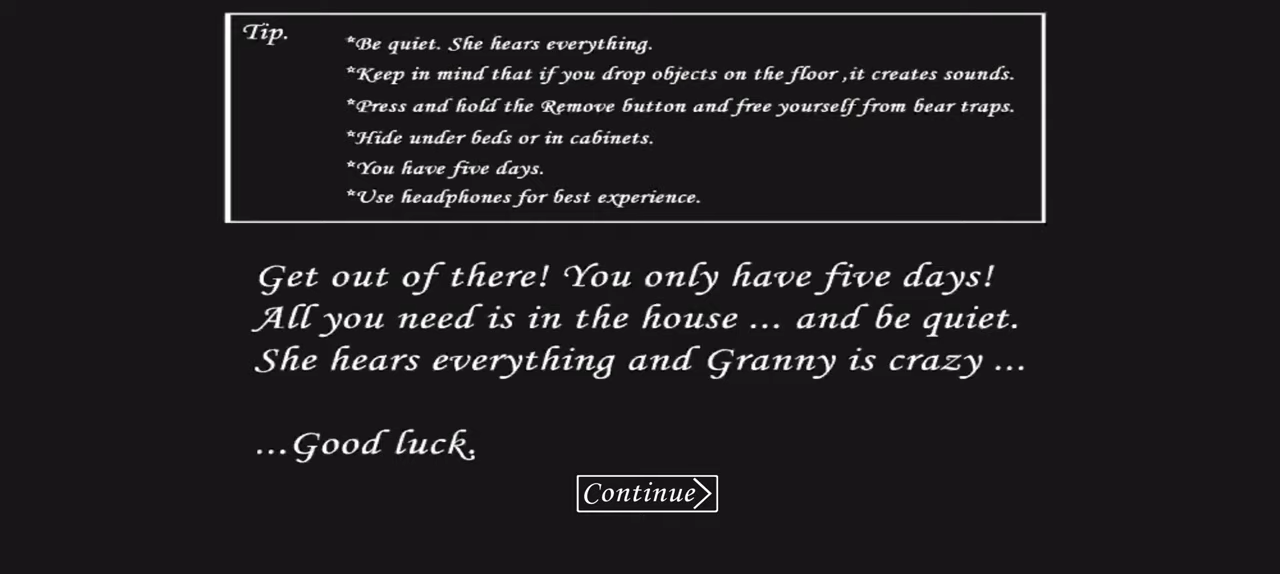 Tip.
*Be quiet. She hears everything.
*Keep in mind that if you drop objects on the floor ,it creates sounds.
*Press and hold the Remove button and free yourself from bear traps.
*Hide under beds or in cabinets.
*You have five days.
*Use headphones for best experience.
Get out of there! You only have five days!
All you need is in the house ... and be quiet.
She hears everything and Granny is crazy ...
...Good luck.
Continue>